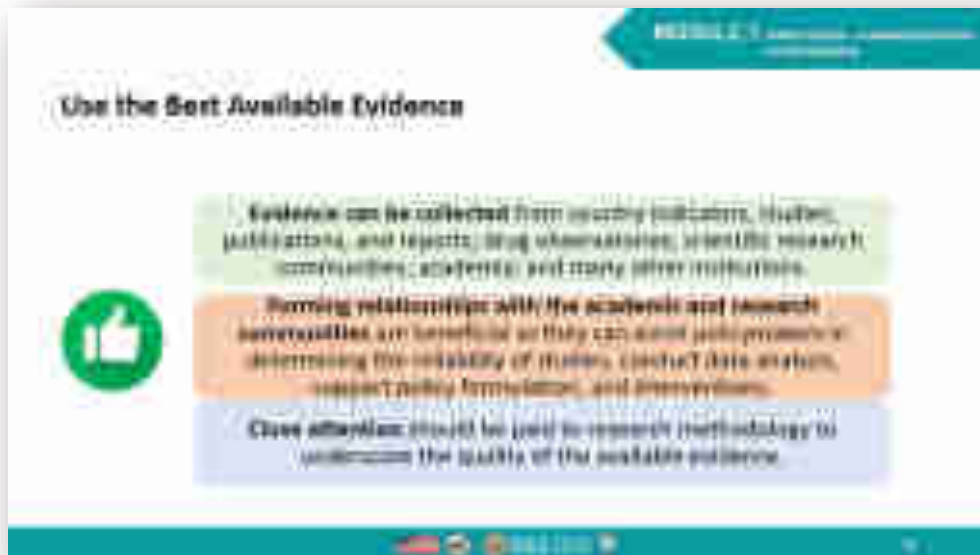 MODULE
Use the Best Available Evidence
Evidence can be collected from country indicators, studies,
publications, and reports; drug observatories; scientific research
communities; academia; and many other institutions.
Forming relationships with the academic and research
communities are beneficial as they can assist policymakers in
determining the reliability of studies, conduct data analysis,
support policy formulation, and interventions.
Close attention should be paid to research methodology to
underscore the quality of the available evidence.